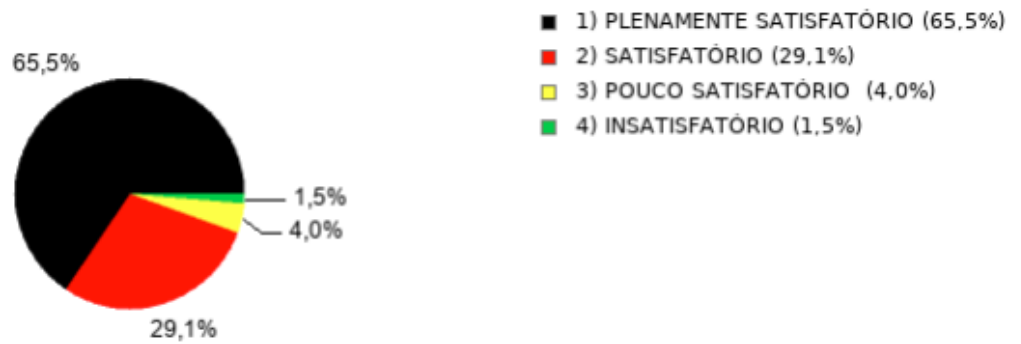 1) PLENAMENTE SATISFATÓRIO (65,5%)
2) SATISFATÓRIO (29,1%)
3) POUCO SATISFATÓRIO (4,0%)
4) INSATISFATÓRIO (1,5%)
65,5%
1,5%
4,0%
29,1%